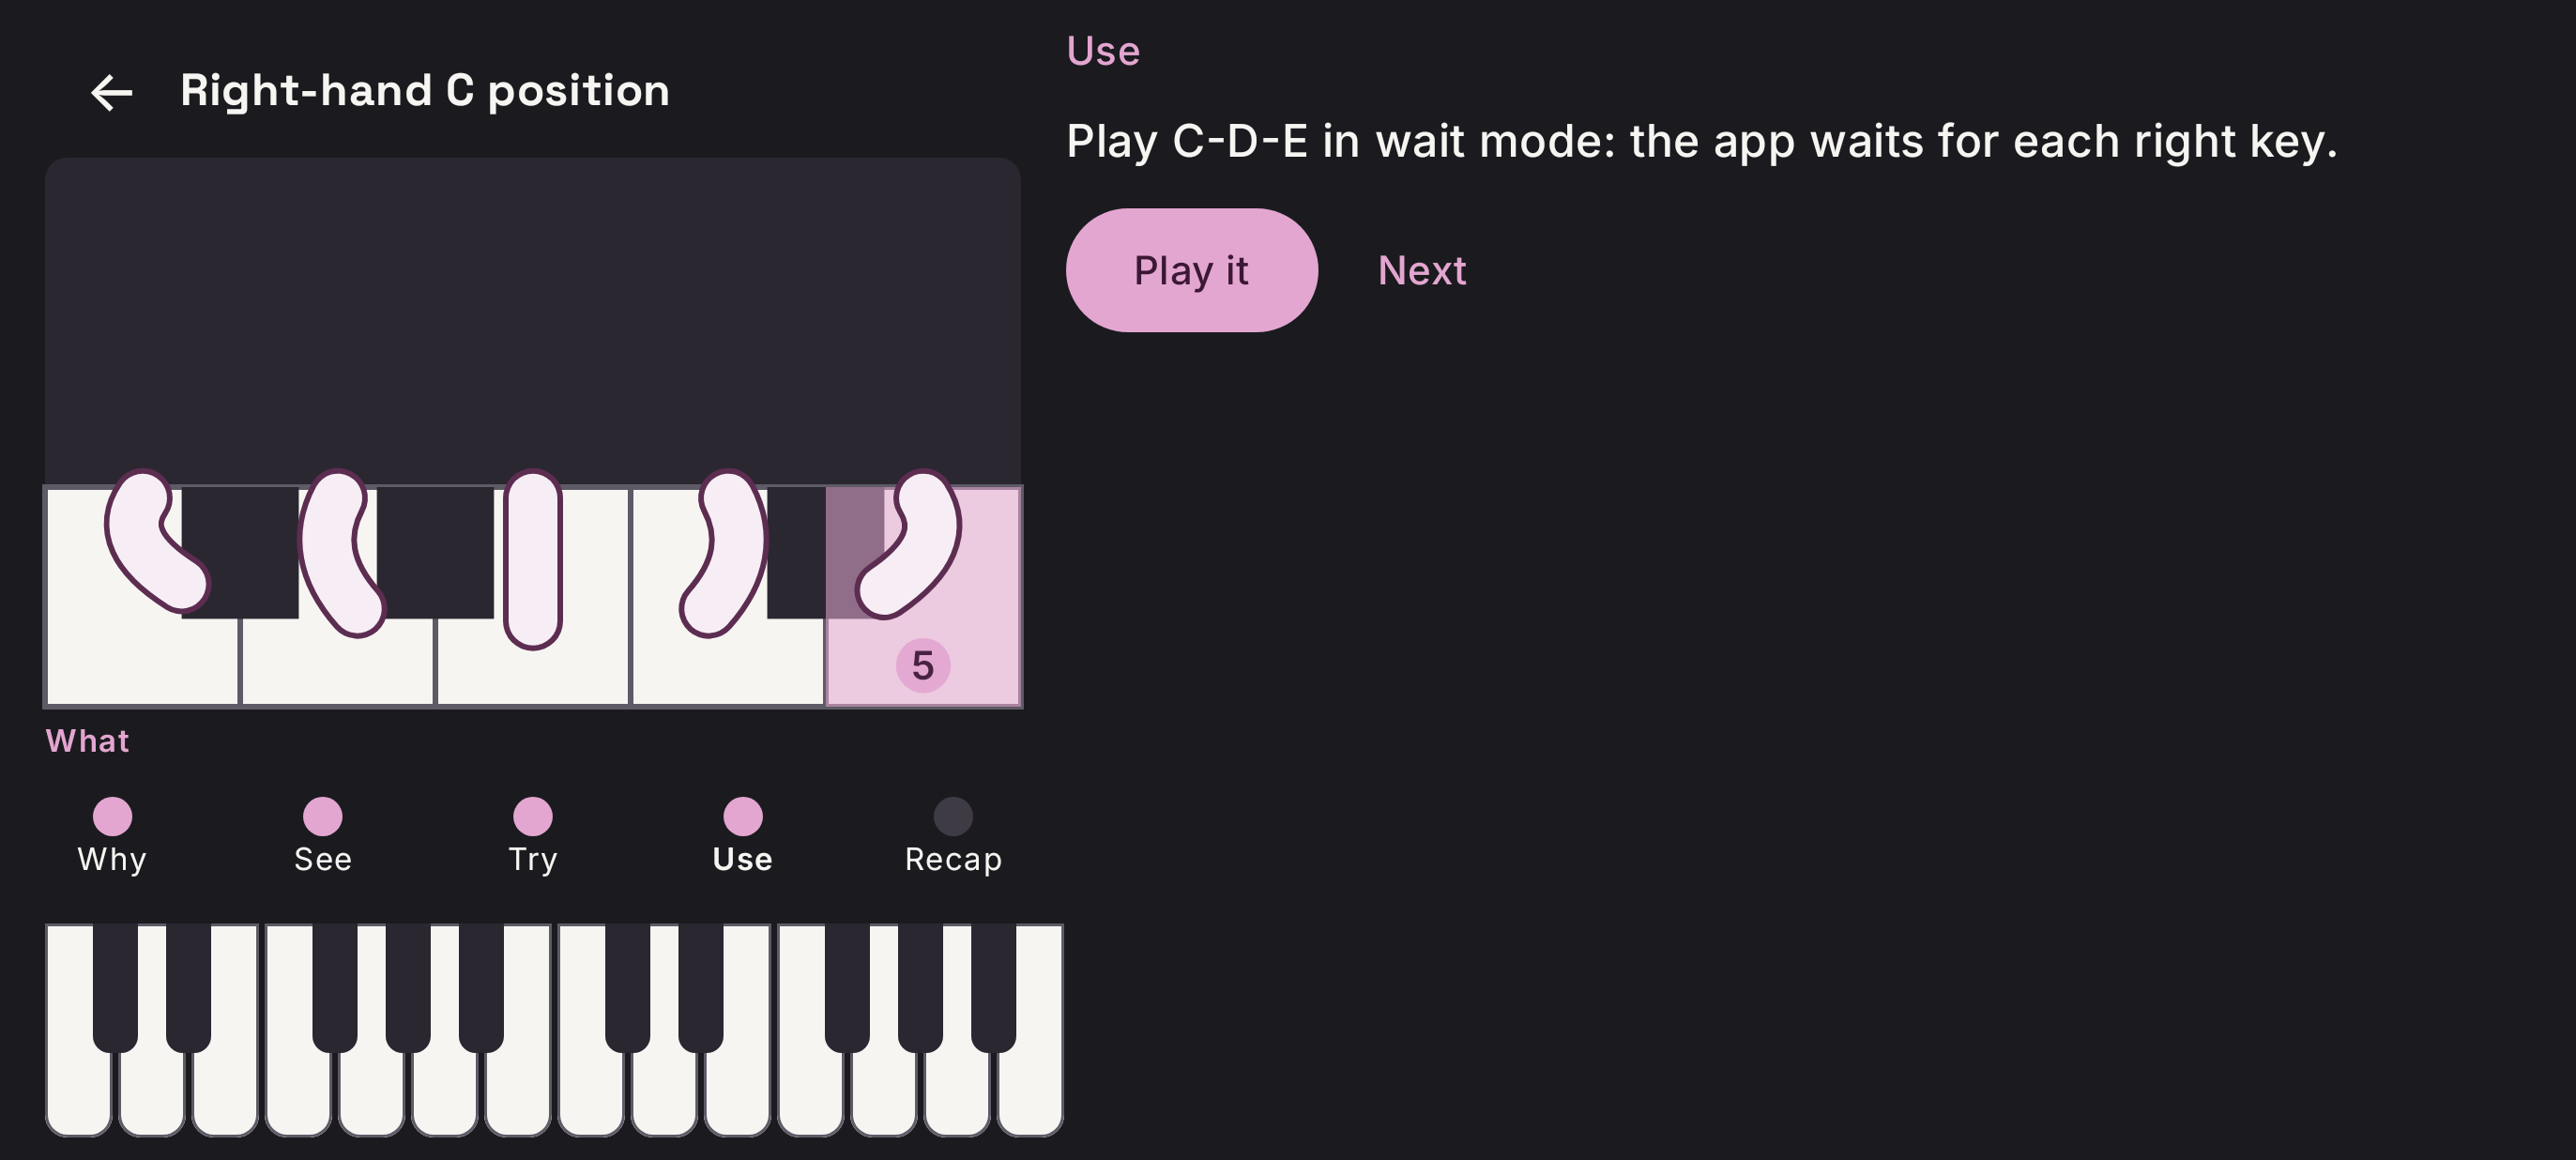 Right-hand C position
5
What
Why
See
Try
Use
Recap
Use
Play C-D-E in wait mode: the app waits for each right key.
Play it
Next